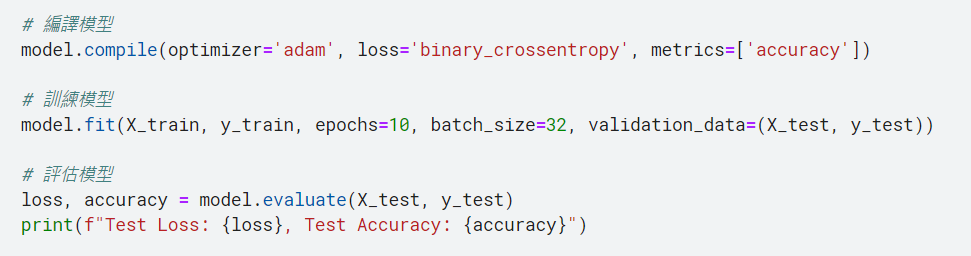 # 編譯模型
model.compile(optimizer='adam', loss='binary_crossentropy', metrics=['accuracy'])
# 訓練模型
model.fit(X_train, y_train, epochs=10, batch_size=32, validation_data=(X_test, y_test))
# 評估模型
loss, accuracy = model.evaluate(X_test, y_test)
print(f"Test Loss: {loss}, Test Accuracy: {accuracy}")